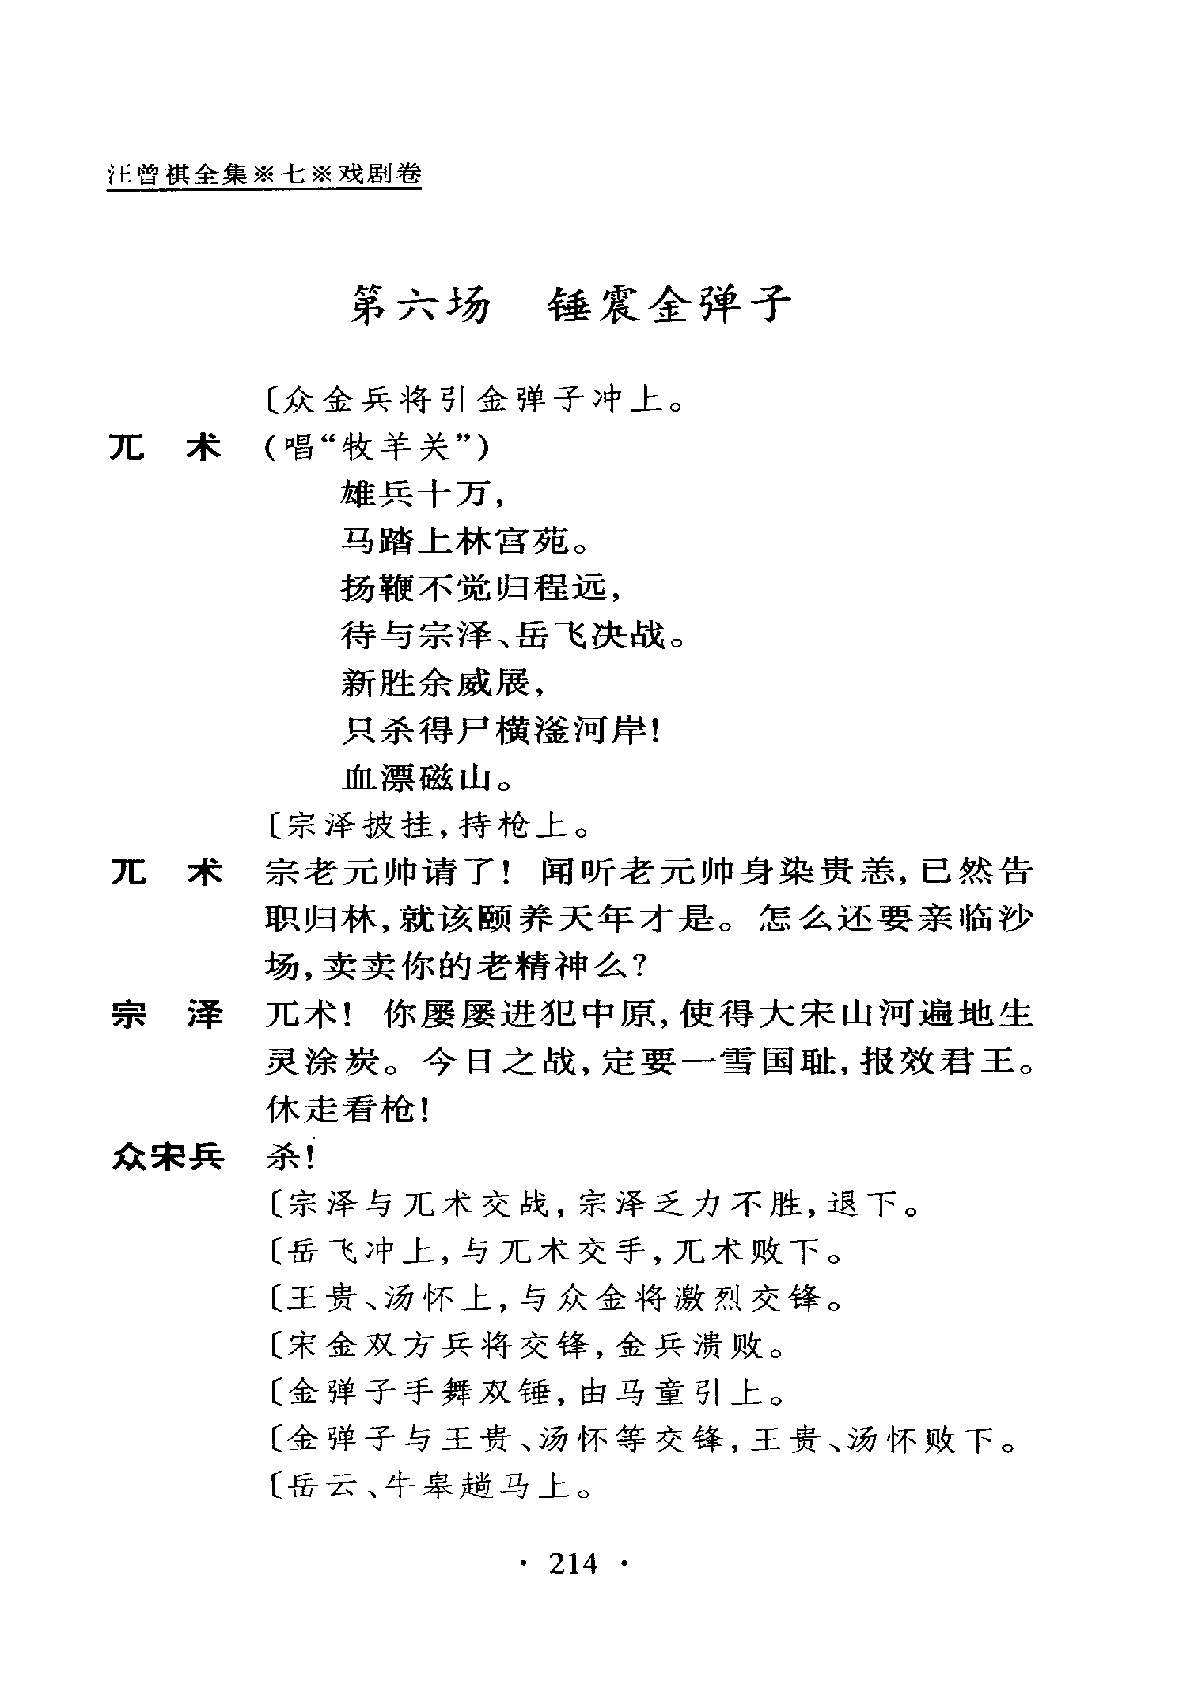 汪曾祺全集※七※戏剧卷
第六场　锤震金弹子
〔众金兵将引金弹子冲上。
兀　术　（唱“牧羊关”）
雄兵十万，
马踏上林宫苑。
扬鞭不觉归程远，
待与宗泽、岳飞决战。
新胜余威展，
只杀得尸横滏河岸！
血漂磁山。
〔宗泽披挂，持枪上。
兀　术　宗老元帅请了！闻听老元帅身染贵恙，已然告
职归林，就该颐养天年才是。怎么还要亲临沙
场，卖卖你的老精神么？
宗　泽　兀术！你屡屡进犯中原，使得大宋山河遍地生
灵涂炭。今日之战，定要一雪国耻，报效君王。
休走看枪！
众宋兵　杀！
〔宗泽与兀术交战，宗泽乏力不胜，退下。
〔岳飞冲上，与兀术交手，兀术败下。
〔王贵、汤怀上，与众金将激烈交锋。
〔宋金双方兵将交锋，金兵溃败。
〔金弹子手舞双锤，由马童引上。
〔金弹子与王贵、汤怀等交锋，王贵、汤怀败下。
〔岳云、牛皋趟马上。
· 214 ·